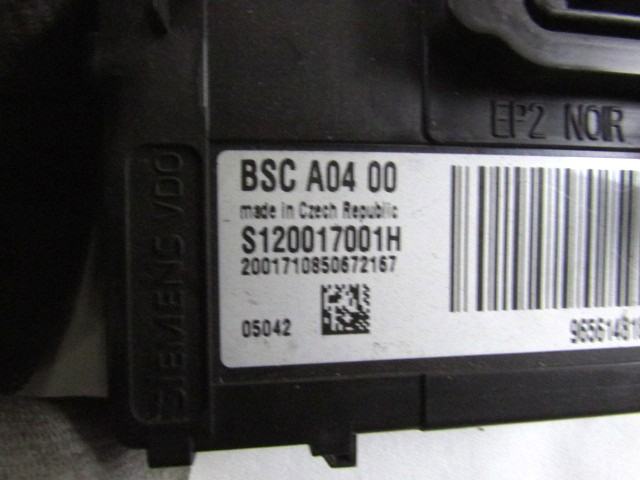 EP2 NOIR
SIEMENS VDO
BSC A04 00
made in Czech Republic
S120017001H
2001710850672167
05042